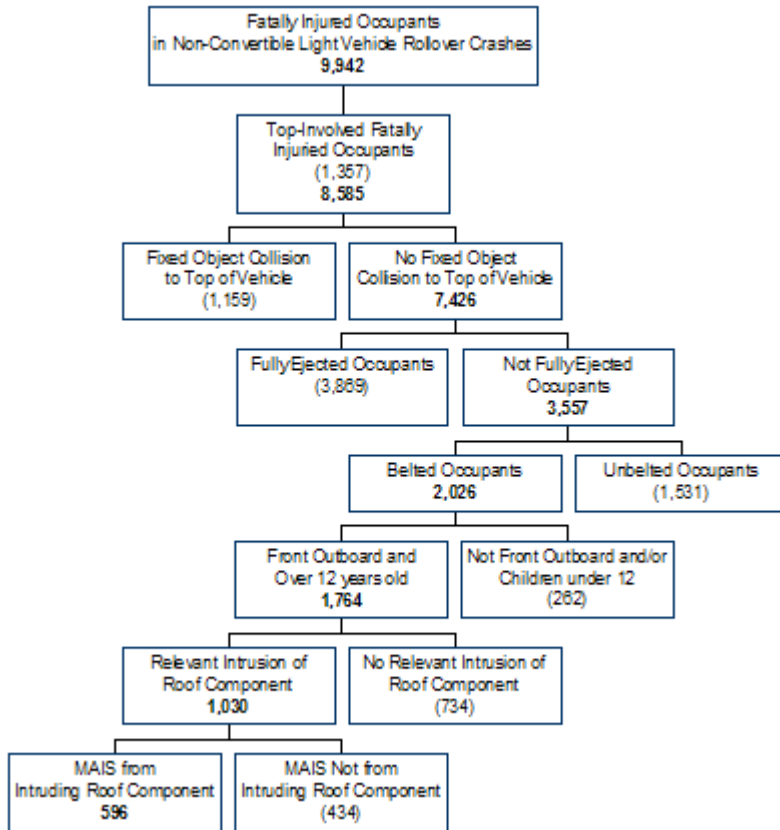 Fatally Injured Occupants
in Non-Convertible Light Vehicle Rollover Crashes
9,942
Top-Involved Fatally
Injuried Occupants
(1,357)
8,585
Fixed Object Collision
to Top of Vehicle
(1,159)
No Fixed Object
Collision to Top of Vehicle
7,426
Fully Ejected Occupants
(3,869)
Not Fully Ejected
Occupants
3,557
Belted Occupants
2,026
Unbelted Occupants
(1,531)
Front Outboard and
Over 12 years old
1,764
Not Front Outboard and/or
Children under 12
(262)
Relevant Intrusion of
Roof Component
1,030
No Relevant Intrusion of
Roof Component
(734)
MAIS from
Intruding Roof Component
596
MAIS Not from
Intruding Roof Component
(434)